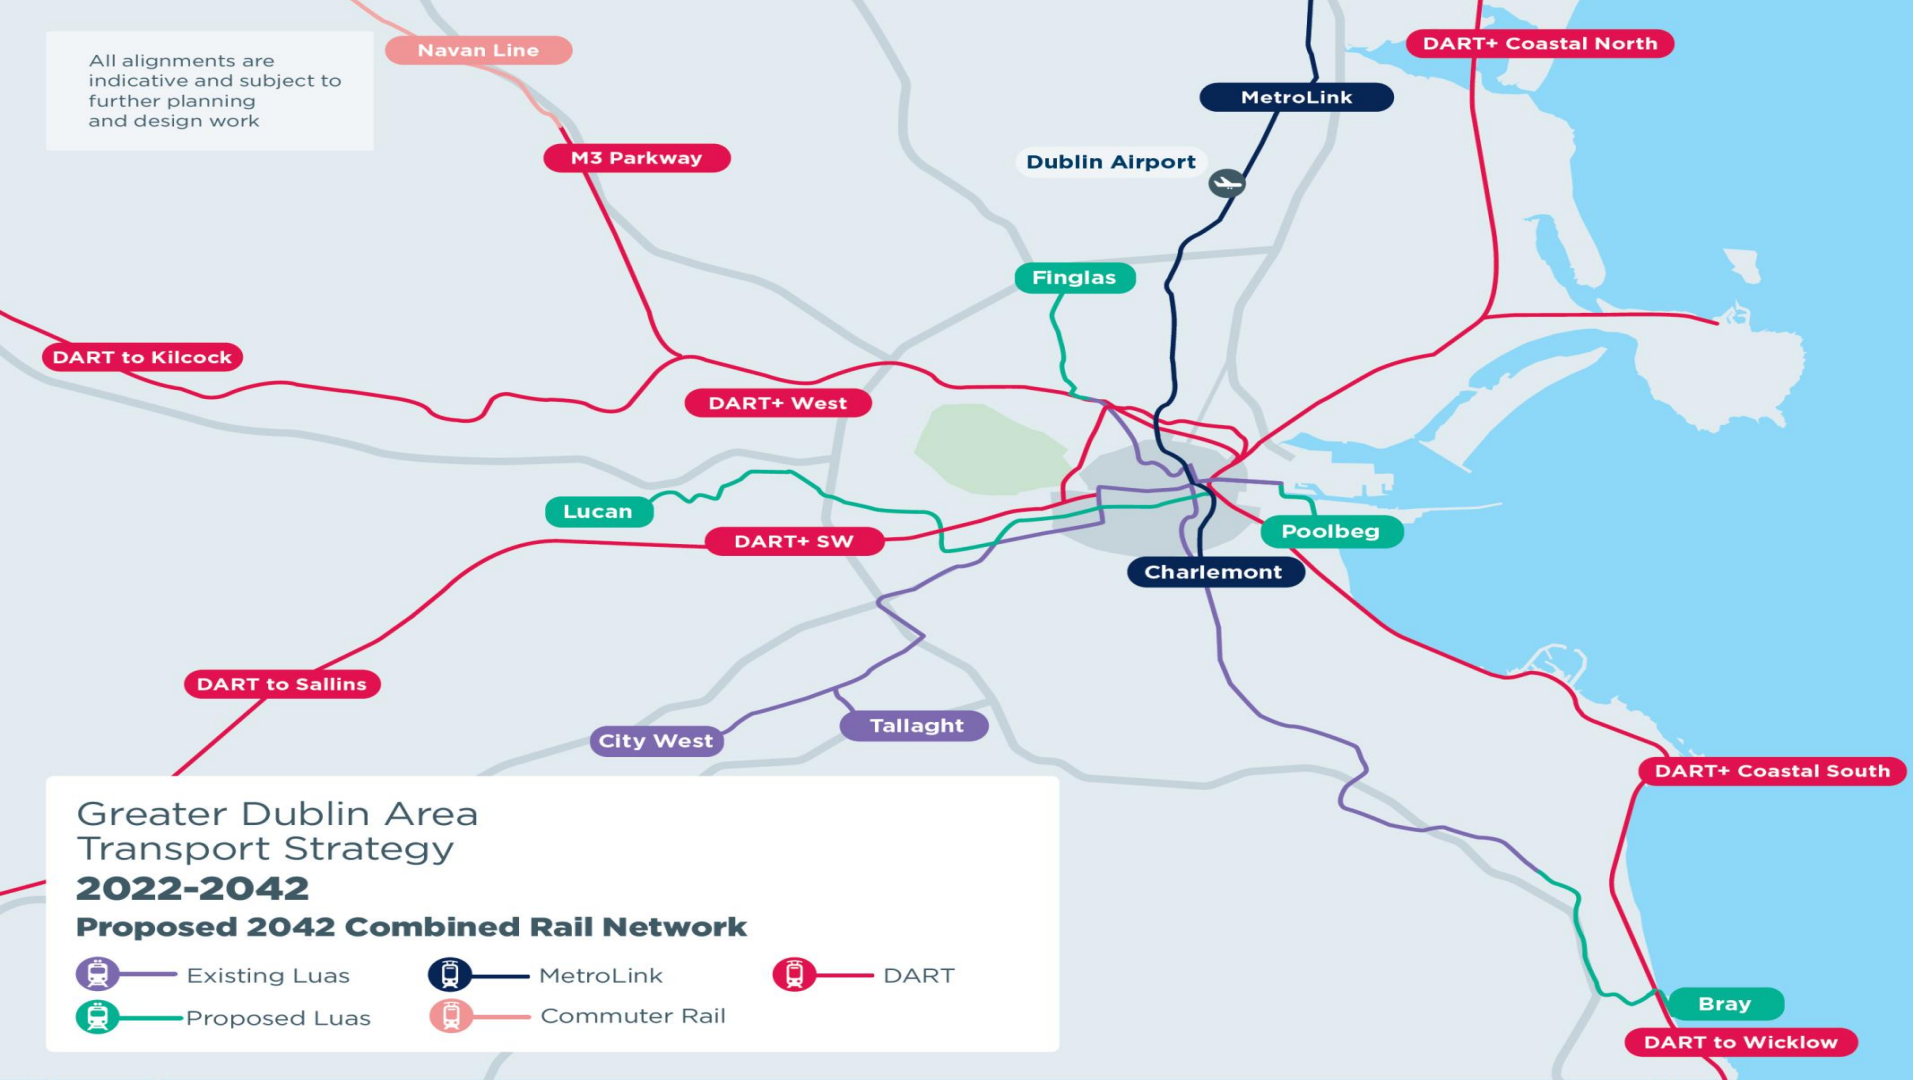 All alignments are
indicative and subject to
further planning
and design work
Navan Line
M3 Parkway
DART+ Coastal North
MetroLink
Dublin Airport
Finglas
DART to Kilcock
DART+ West
Lucan
DART+ SW
Poolbeg
Charlemont
DART to Sallins
City West
Tallaght
DART+ Coastal South
Bray
DART to Wicklow
Greater Dublin Area
Transport Strategy
2022-2042
Proposed 2042 Combined Rail Network
Existing Luas
MetroLink
DART
Proposed Luas
Commuter Rail